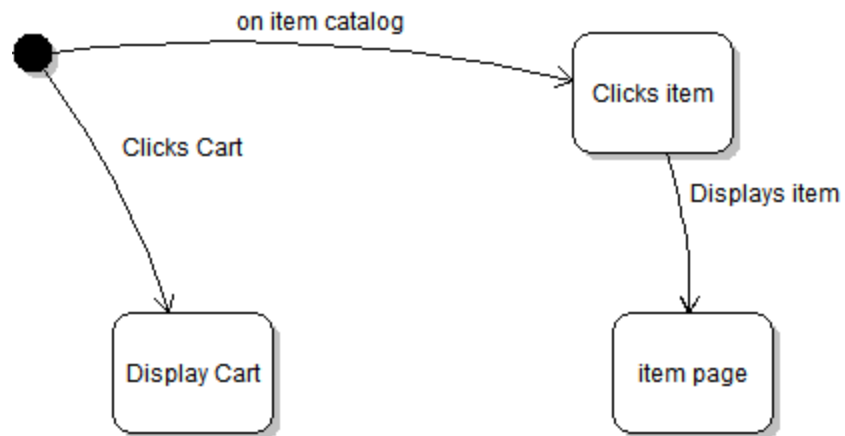 on item catalog
Clicks item
Clicks Cart
Displays item
Display Cart
item page